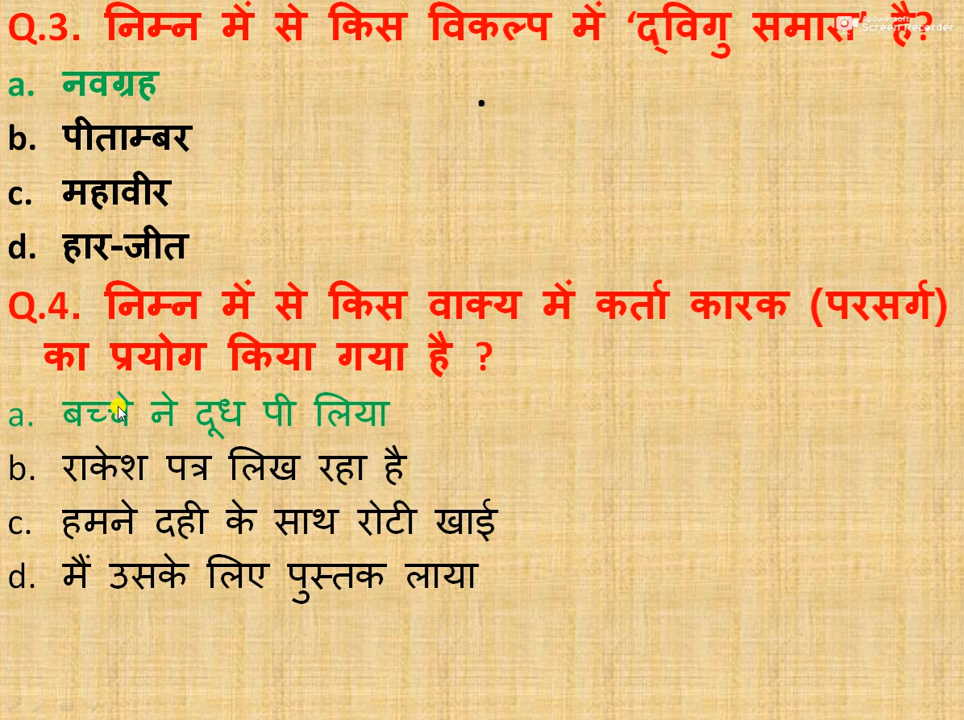 Q.3. निम्न में से किस विकल्प में ‘द्विगु समास’ है?
a. नवग्रह
b. पीताम्बर
c. महावीर
d. हार-जीत
Q.4. निम्न में से किस वाक्य में कर्ता कारक (परसर्ग)
का प्रयोग किया गया है ?
a. बच्चे ने दूध पी लिया
b. राकेश पत्र लिख रहा है
c. हमने दही के साथ रोटी खाई
d. मैं उसके लिए पुस्तक लाया